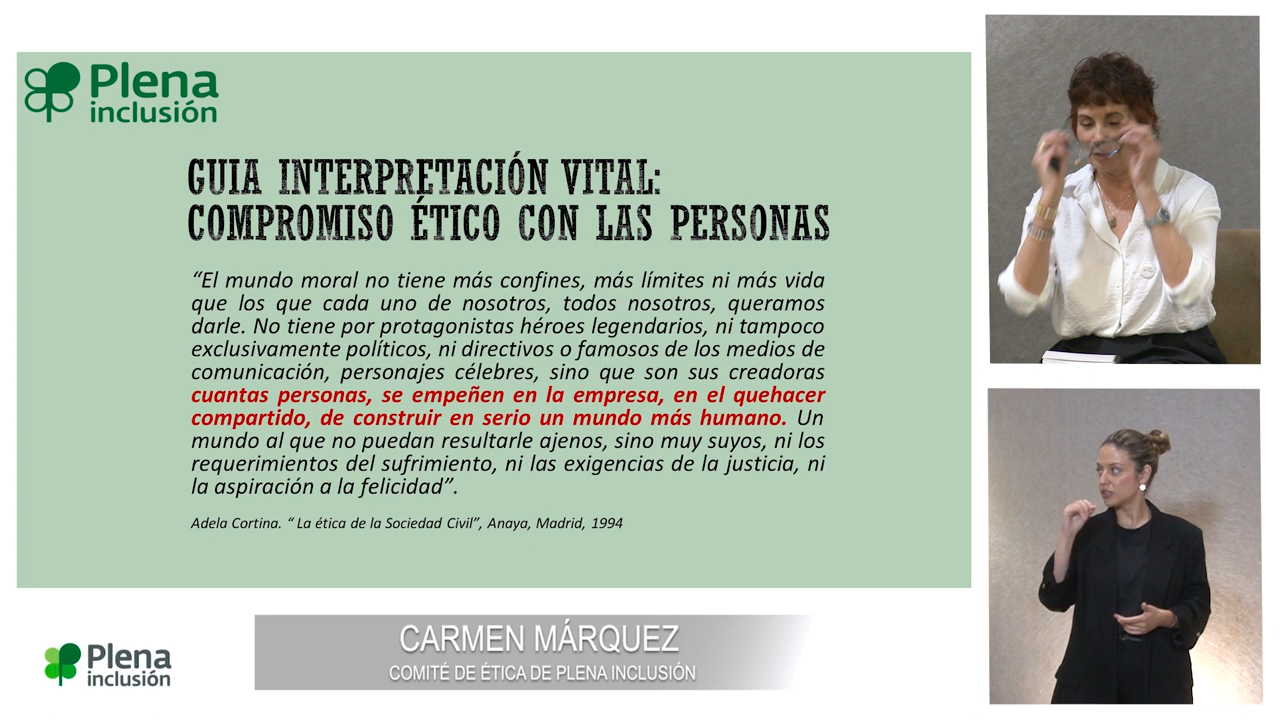 Plena
inclusión
GUIA INTERPRETACIÓN VITAL:
COMPROMISO ÉTICO CON LAS PERSONAS
“El mundo moral no tiene más confines, más límites ni más vida
que los que cada uno de nosotros, todos nosotros, queramos
darle. No tiene por protagonistas héroes legendarios, ni tampoco
exclusivamente políticos, ni directivos o famosos de los medios de
comunicación, personajes célebres, sino que son sus creadoras
cuantas personas, se empeñen en la empresa, en el quehacer
compartido, de construir en serio un mundo más humano. Un
mundo al que no puedan resultarle ajenos, sino muy suyos, ni los
requerimientos del sufrimiento, ni las exigencias de la justicia, ni
la aspiración a la felicidad”.
Adela Cortina. “ La ética de la Sociedad Civil”, Anaya, Madrid, 1994
Plena
inclusión
CARMEN MÁRQUEZ
COMITÉ DE ÉTICA DE PLENA INCLUSIÓN